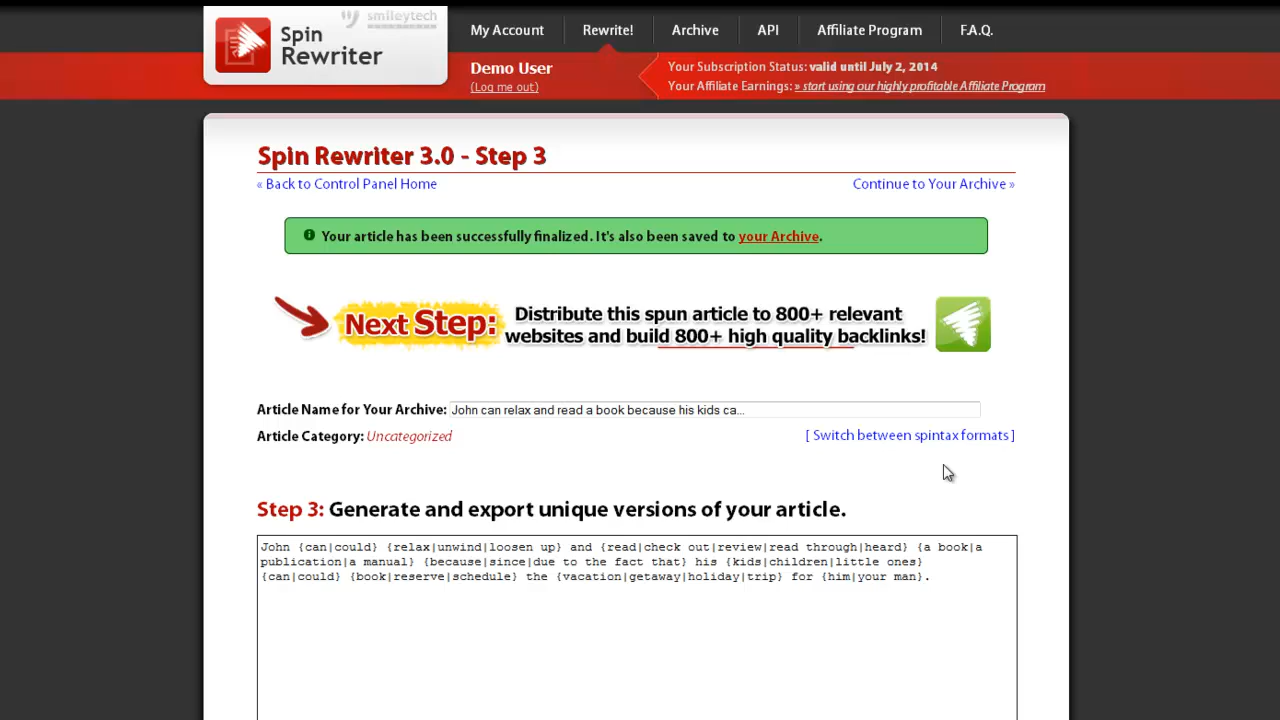 smileytech
Spin
Rewriter
My Account
Rewrite!
Archive
API
Affiliate Program
F.A.Q.
Demo User
(Log me out)
Your Subscription Status: valid until July 2, 2014
Your Affiliate Earnings: » start using our highly profitable Affiliate Program
Spin Rewriter 3.0 - Step 3
« Back to Control Panel Home
Continue to Your Archive »
Your article has been successfully finalized. It's also been saved to your Archive.
Next Step:
Distribute this spun article to 800+ relevant
websites and build 800+ high quality backlinks!
Article Name for Your Archive: John can relax and read a book because his kids ca...
Article Category: Uncategorized
[ Switch between spintax formats ]
Step 3: Generate and export unique versions of your article.
John {can|could} {relax|unwind|loosen up} and {read|check out|review|read through|heard} {a book|a
publication|a manual} {because|since|due to the fact that} his {kids|children|little ones}
{can|could} {book|reserve|schedule} the {vacation|getaway|holiday|trip} for {him|your man}.